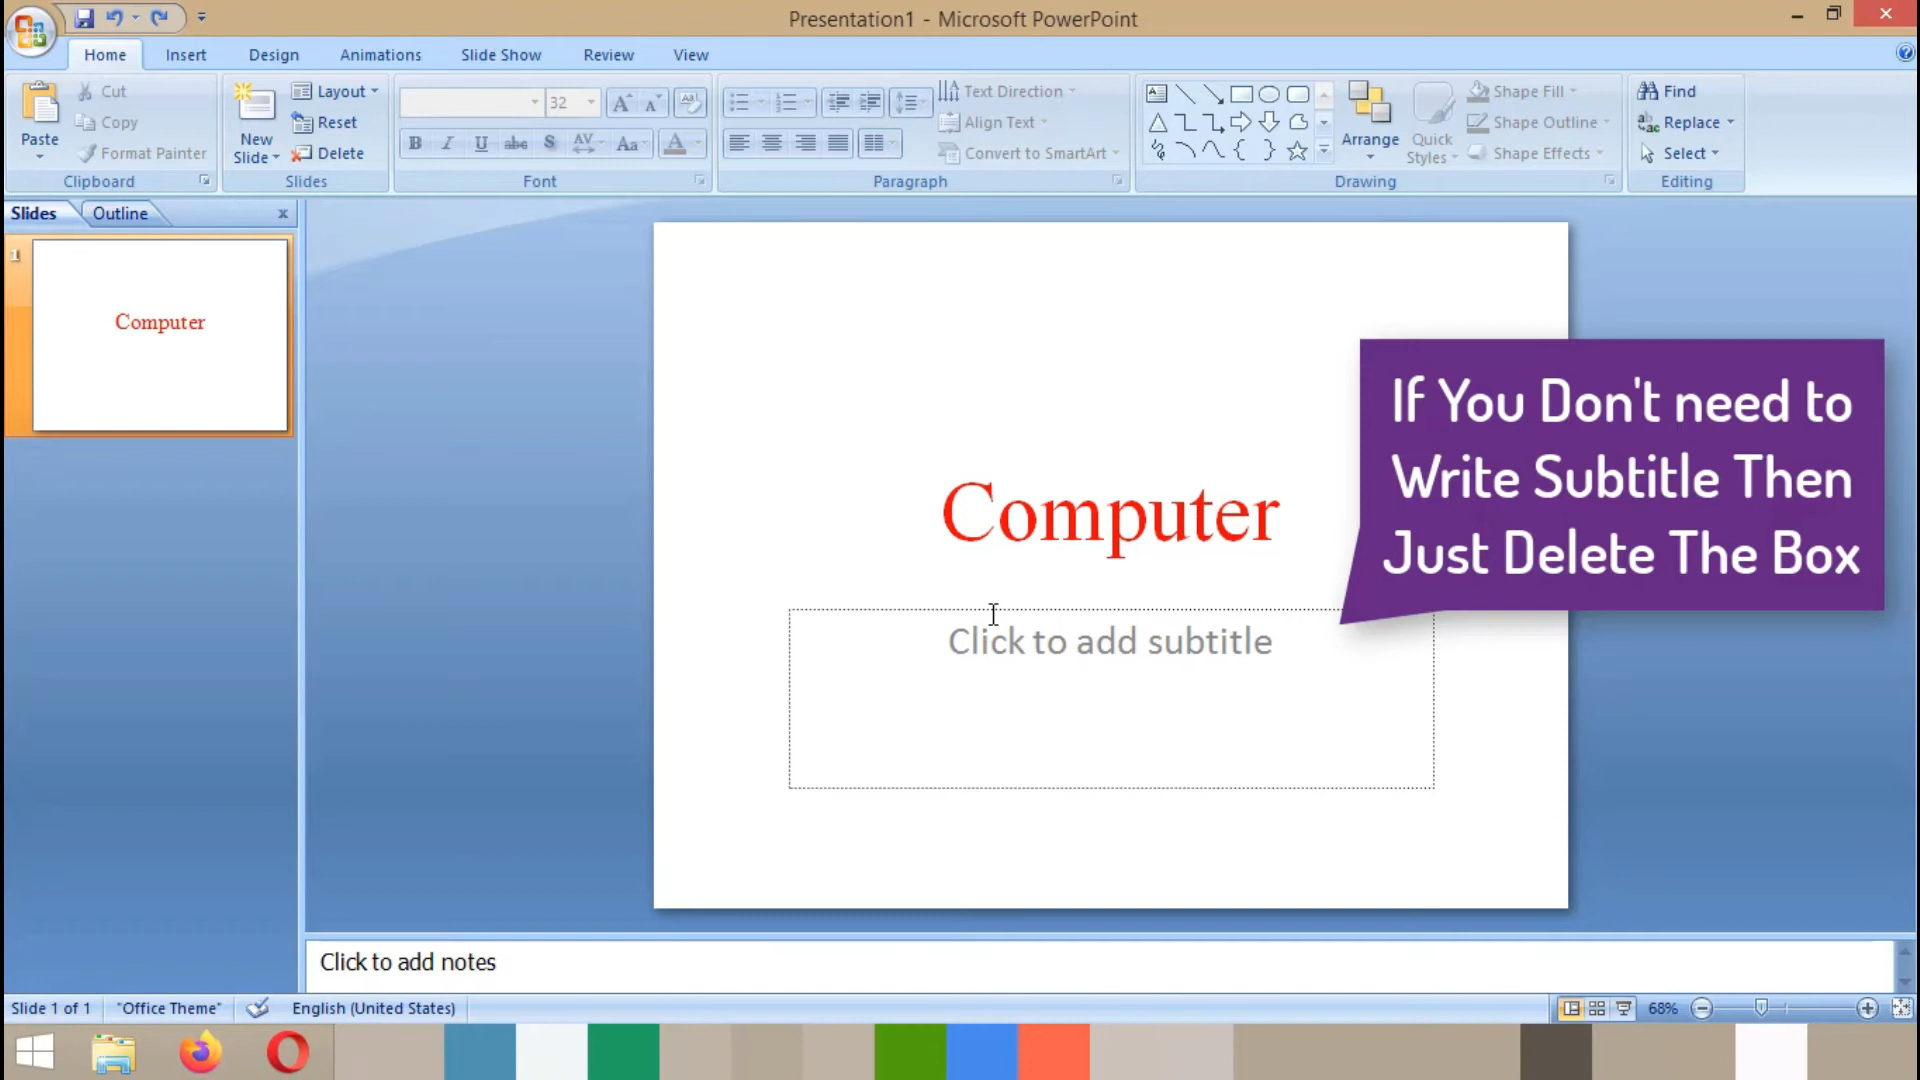 Presentation1 - Microsoft PowerPoint
Home Insert Design Animations Slide Show Review View
Paste
Cut
Copy
Format Painter
Clipboard
New
Slide
Layout
Reset
Delete
Slides
32
B I U abc S AV Aa A
Font
Text Direction
Align Text
Convert to SmartArt
Paragraph
Arrange
Quick
Styles
Shape Fill
Shape Outline
Shape Effects
Drawing
Find
Replace
Select
Editing
Slides Outline x
1
Computer
Computer
Click to add subtitle
If You Don't need to
Write Subtitle Then
Just Delete The Box
Click to add notes
Slide 1 of 1 "Office Theme" English (United States) 68%